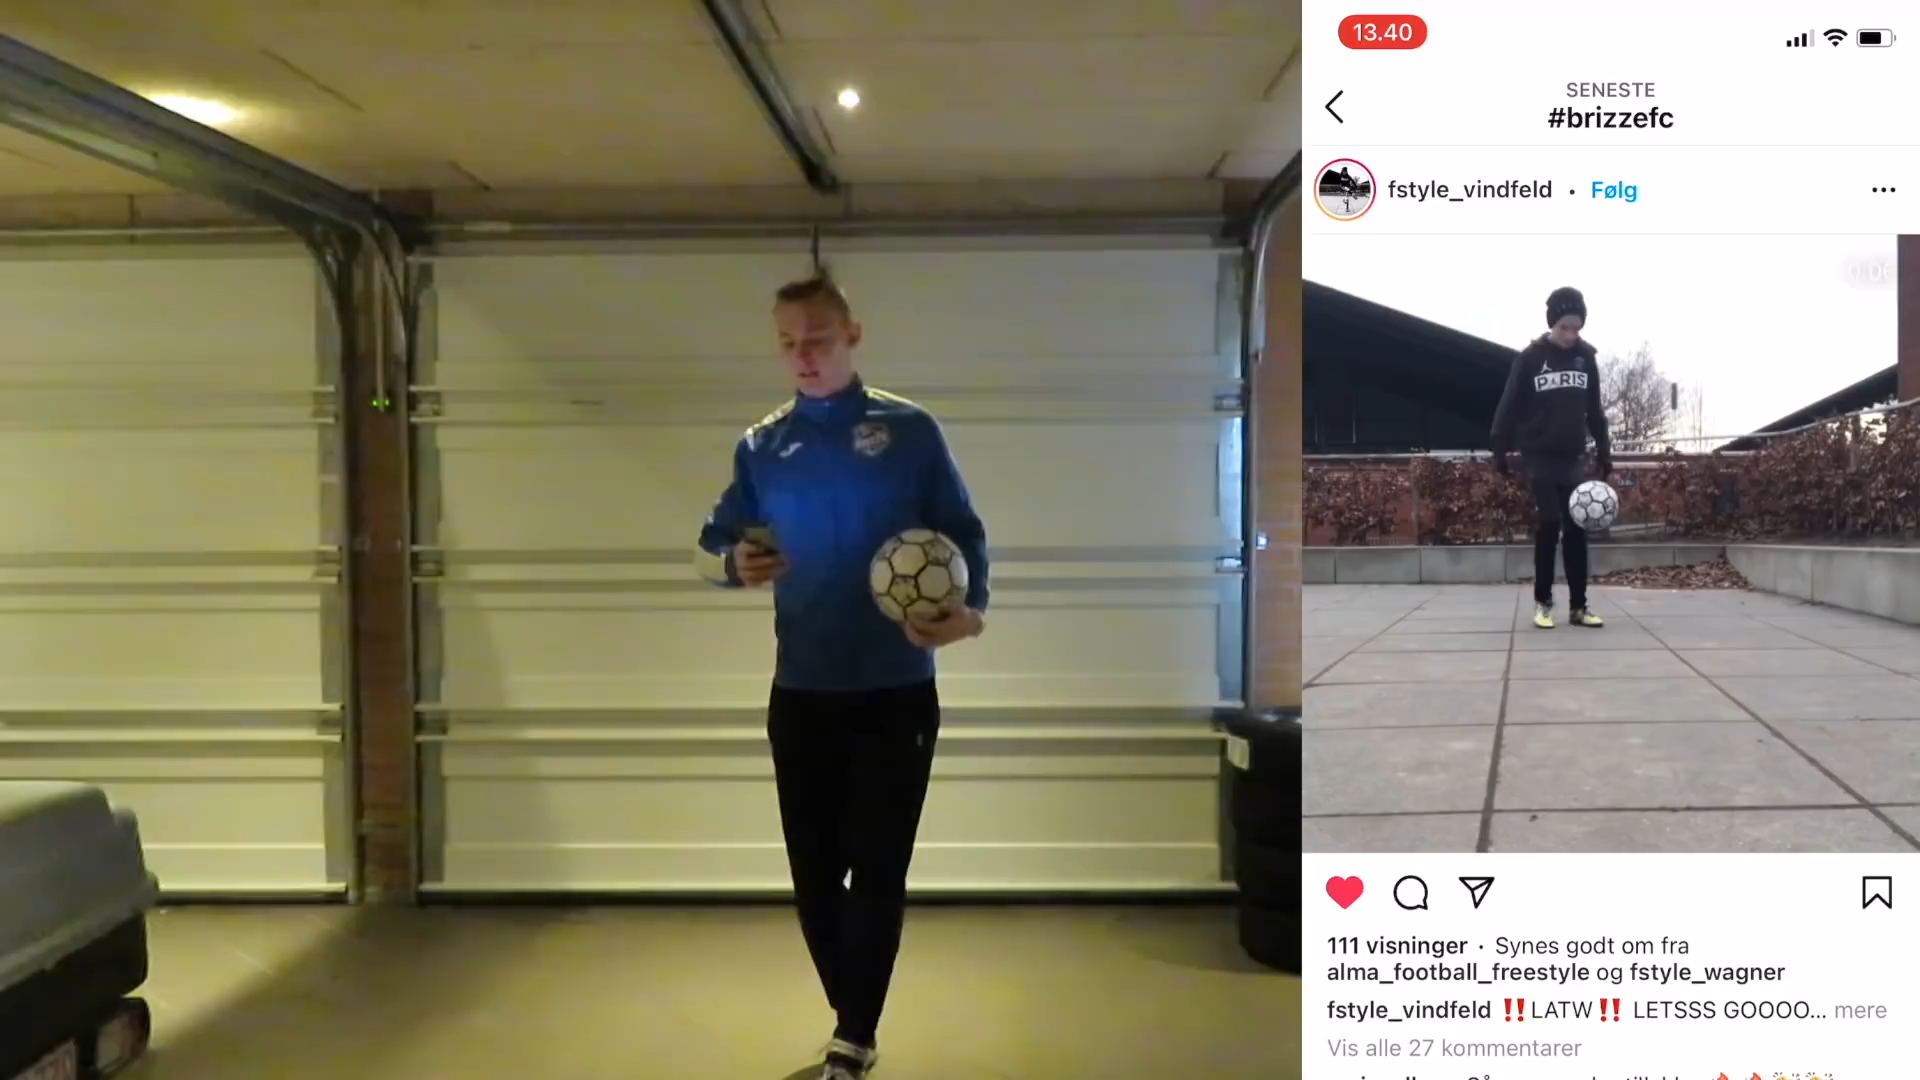 13.40
SENESTE
#brizzefc
fstyle_vindfeld • Følg
PARIS
111 visninger • Synes godt om fra
alma_football_freestyle og fstyle_wagner
fstyle_vindfeld ‼️LATW‼️ LETSSS GOOOO... mere
Vis alle 27 kommentarer